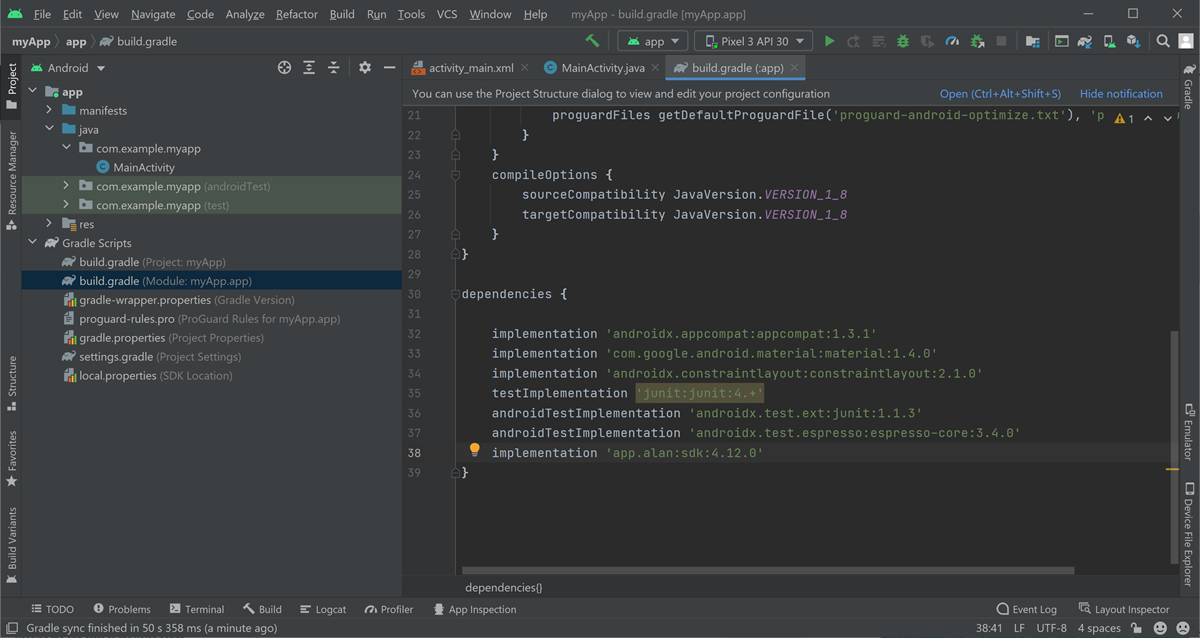 File Edit View Navigate Code Analyze Refactor Build Run Tools VCS Window Help myApp - build.gradle [myApp.app]
myApp app build.gradle app Pixel 3 API 30
Project
Resource Manager
Structure
Favorites
Build Variants
Android
app
manifests
java
com.example.myapp
MainActivity
com.example.myapp (androidTest)
com.example.myapp (test)
res
Gradle Scripts
build.gradle (Project: myApp)
build.gradle (Module: myApp.app)
gradle-wrapper.properties (Gradle Version)
proguard-rules.pro (ProGuard Rules for myApp.app)
gradle.properties (Project Properties)
settings.gradle (Project Settings)
local.properties (SDK Location)
activity_main.xml MainActivity.java build.gradle (:app)
You can use the Project Structure dialog to view and edit your project configuration Open (Ctrl+Alt+Shift+S) Hide notification
21 proguardFiles getDefaultProguardFile('proguard-android-optimize.txt'), 'p 1
22 }
23 }
24 compileOptions {
25 sourceCompatibility JavaVersion.VERSION_1_8
26 targetCompatibility JavaVersion.VERSION_1_8
27 }
28 }
29
30 dependencies {
31
32 implementation 'androidx.appcompat:appcompat:1.3.1'
33 implementation 'com.google.android.material:material:1.4.0'
34 implementation 'androidx.constraintlayout:constraintlayout:2.1.0'
35 testImplementation 'junit:junit:4.+'
36 androidTestImplementation 'androidx.test.ext:junit:1.1.3'
37 androidTestImplementation 'androidx.test.espresso:espresso-core:3.4.0'
38 implementation 'app.alan:sdk:4.12.0'
39 }
dependencies{}
Gradle
Emulator
Device File Explorer
TODO Problems Terminal Build Logcat Profiler App Inspection Event Log Layout Inspector
Gradle sync finished in 50 s 358 ms (a minute ago) 38:41 LF UTF-8 4 spaces